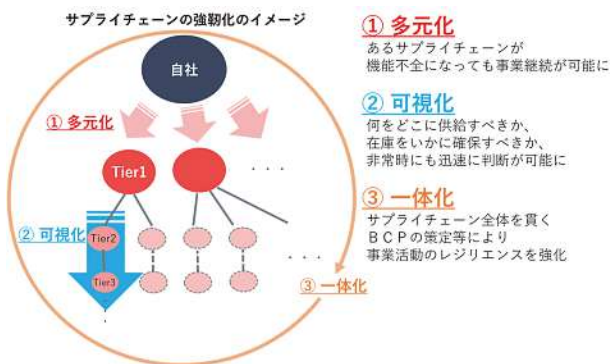 サプライチェーンの強靭化のイメージ
自社
① 多元化
Tier1
・・・
② 可視化
Tier2
Tier3
・・・
③ 一体化
① 多元化
あるサプライチェーンが
機能不全になっても事業継続が可能に
② 可視化
何をどこに供給すべきか、
在庫をいかに確保すべきか、
非常時にも迅速に判断が可能に
③ 一体化
サプライチェーン全体を貫く
ＢＣＰの策定等により
事業活動のレジリエンスを強化